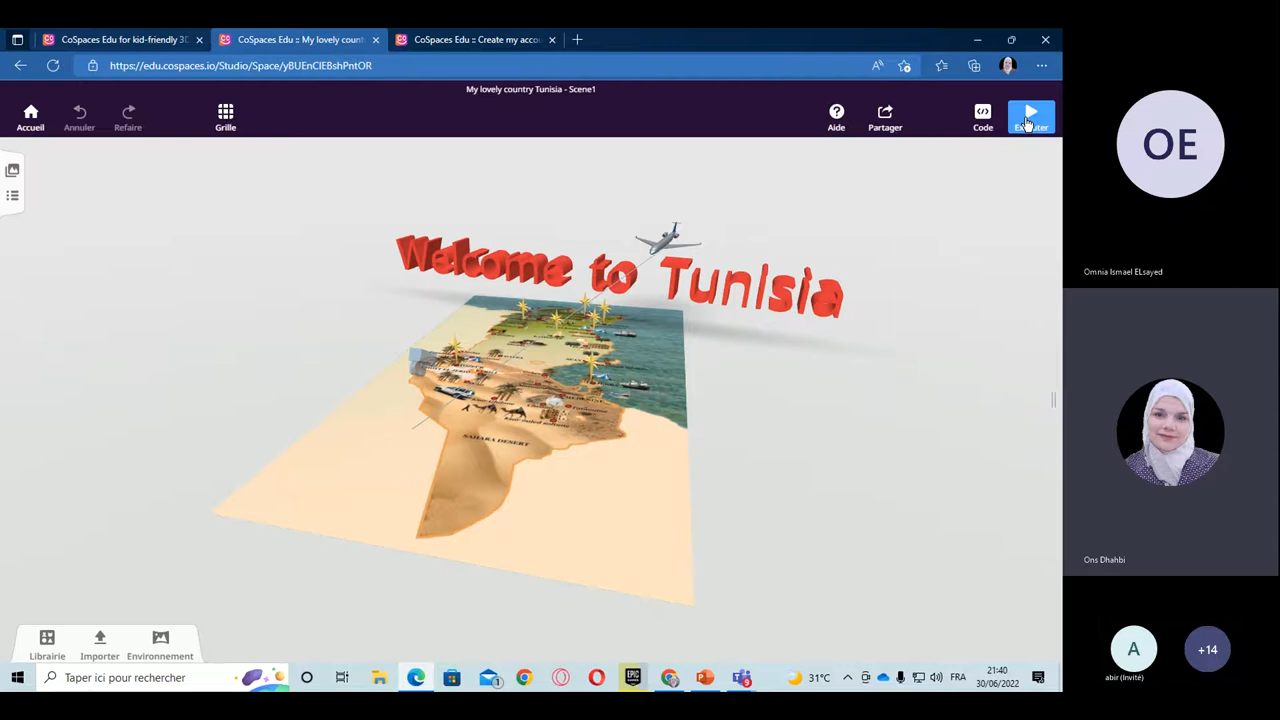 CoSpaces Edu for kid-friendly 3D
CoSpaces Edu :: My lovely count
CoSpaces Edu :: Create my accou
https://edu.cospaces.io/Studio/Space/yBUEnClEBshPntOR
My lovely country Tunisia - Scene1
Accueil
Annuler
Refaire
Grille
Aide
Partager
Code
Exécuter
OE
Omnia Ismael ELsayed
Welcome to Tunisia
SAHARA DESERT
Ons Dhahbi
Librairie
Importer
Environnement
A
+14
abir (Invité)
Taper ici pour rechercher
EPIC
31°C
FRA
21:40
30/06/2022